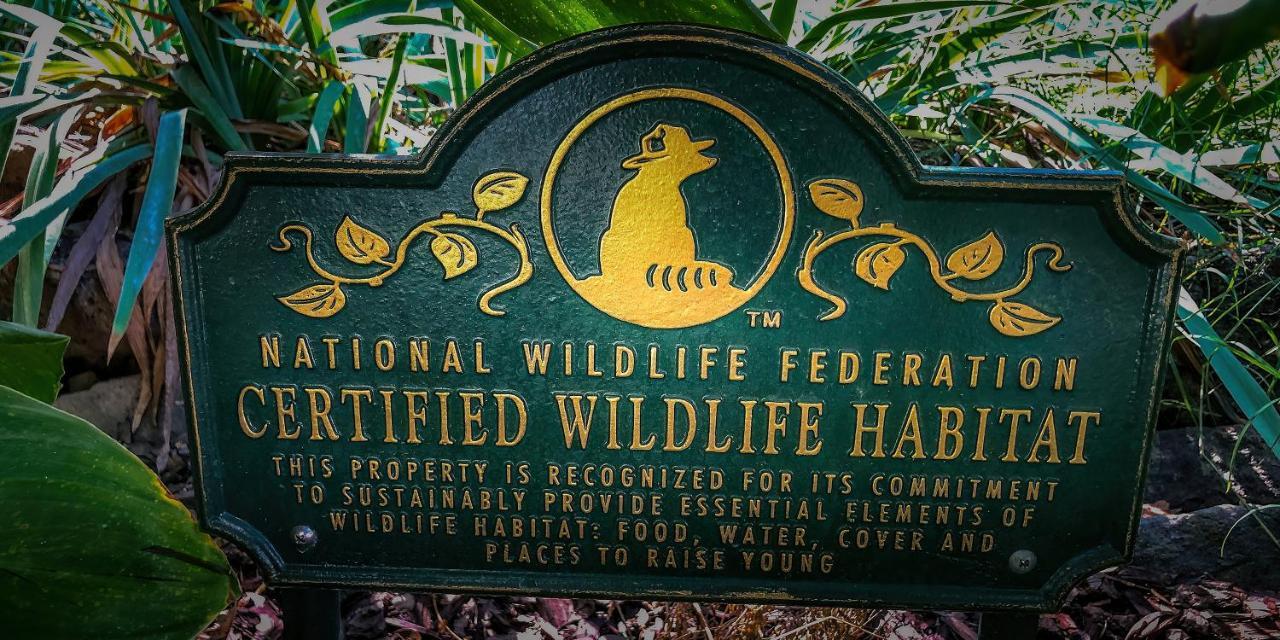 TM
NATIONAL WILDLIFE FEDERATION
CERTIFIED WILDLIFE HABITAT
THIS PROPERTY IS RECOGNIZED FOR ITS COMMITMENT
TO SUSTAINABLY PROVIDE ESSENTIAL ELEMENTS OF
WILDLIFE HABITAT: FOOD, WATER, COVER AND
PLACES TO RAISE YOUNG